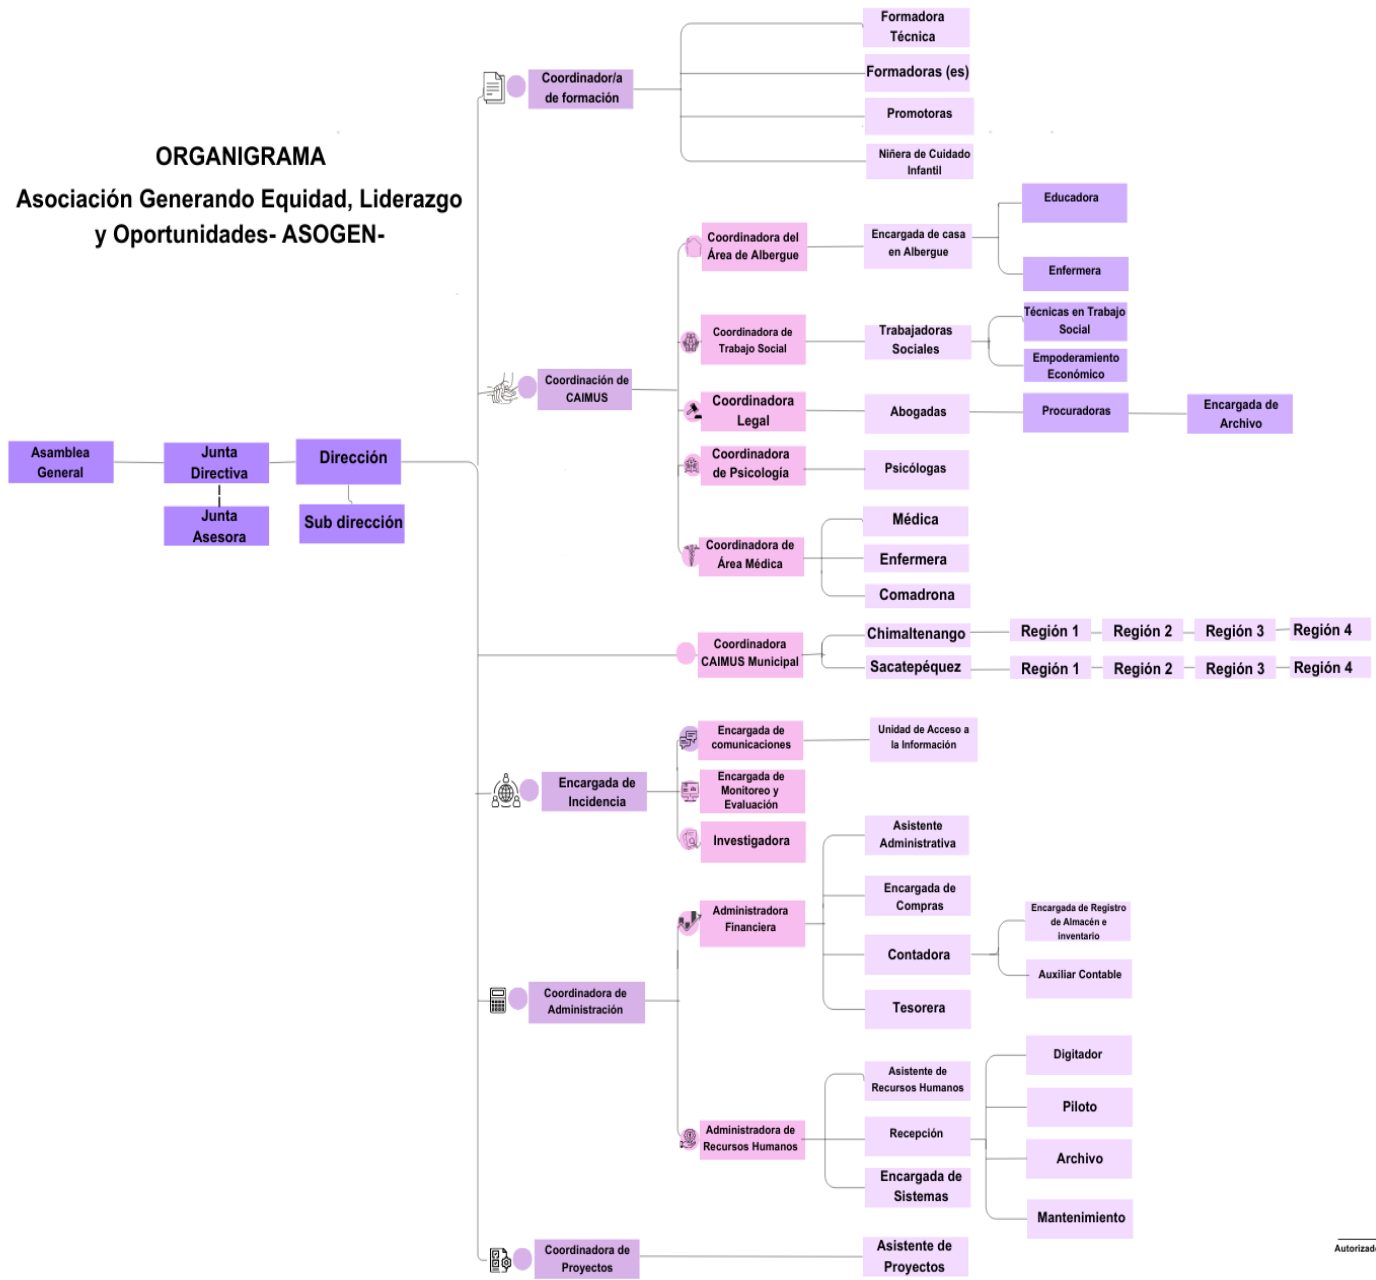 ORGANIGRAMA
Asociación Generando Equidad, Liderazgo
y Oportunidades- ASOGEN-
Asamblea
General
Junta
Directiva
Junta
Asesora
Dirección
Sub dirección
Coordinador/a
de formación
Formadora
Técnica
Formadoras (es)
Promotoras
Niñera de Cuidado
Infantil
Coordinación de
CAIMUS
Coordinadora del
Área de Albergue
Encargada de casa
en Albergue
Educadora
Enfermera
Coordinadora de
Trabajo Social
Trabajadoras
Sociales
Técnicas en Trabajo
Social
Empoderamiento
Económico
Coordinadora
Legal
Abogadas
Procuradoras
Encargada de
Archivo
Coordinadora
de Psicología
Psicólogas
Coordinadora de
Área Médica
Médica
Enfermera
Comadrona
Coordinadora
CAIMUS Municipal
Chimaltenango
Región 1
Región 2
Región 3
Región 4
Sacatepéquez
Región 1
Región 2
Región 3
Región 4
Encargada de
Incidencia
Encargada de
comunicaciones
Unidad de Acceso a
la Información
Encargada de
Monitoreo y
Evaluación
Investigadora
Coordinadora de
Administración
Administradora
Financiera
Asistente
Administrativa
Encargada de
Compras
Contadora
Encargada de Registro
de Almacén e
inventario
Auxiliar Contable
Tesorera
Administradora de
Recursos Humanos
Asistente de
Recursos Humanos
Recepción
Encargada de
Sistemas
Digitador
Piloto
Archivo
Mantenimiento
Coordinadora de
Proyectos
Asistente de
Proyectos